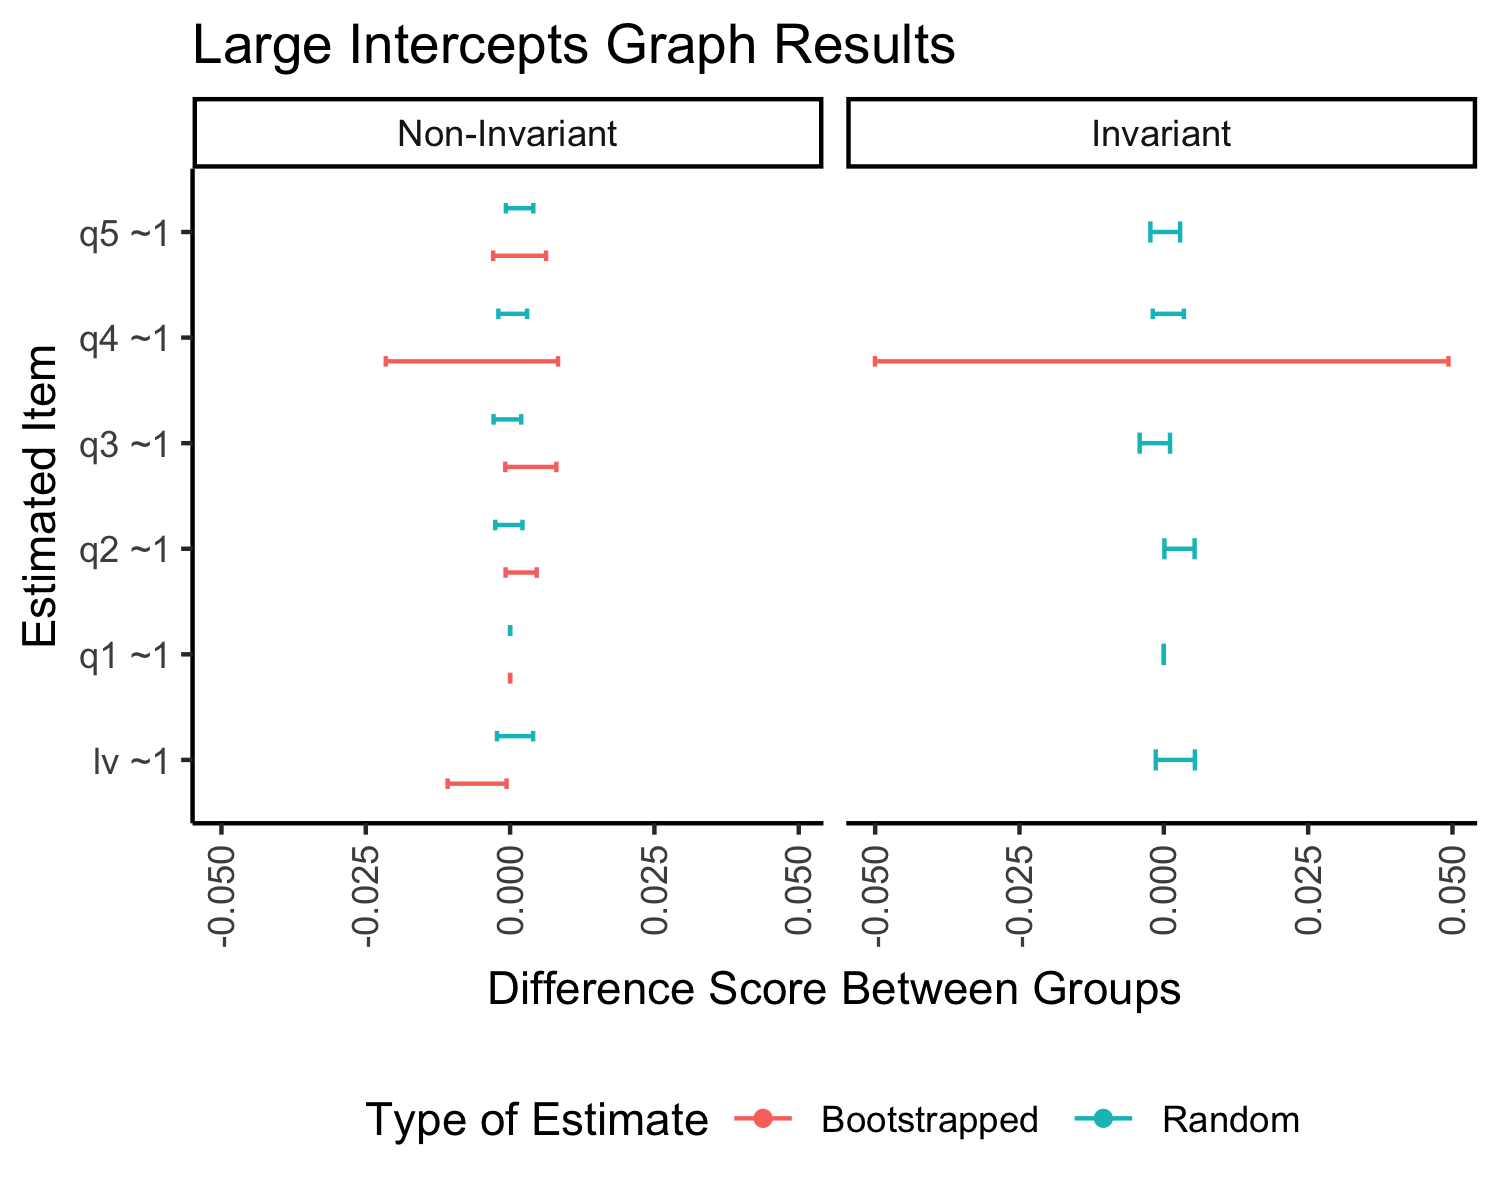 Large Intercepts Graph Results
Non-Invariant
Invariant
Estimated Item
q5 ~1
q4 ~1
q3 ~1
q2 ~1
q1 ~1
lv ~1
-0.050
-0.025
0.000
0.025
0.050
-0.050
-0.025
0.000
0.025
0.050
Difference Score Between Groups
Type of Estimate Bootstrapped Random